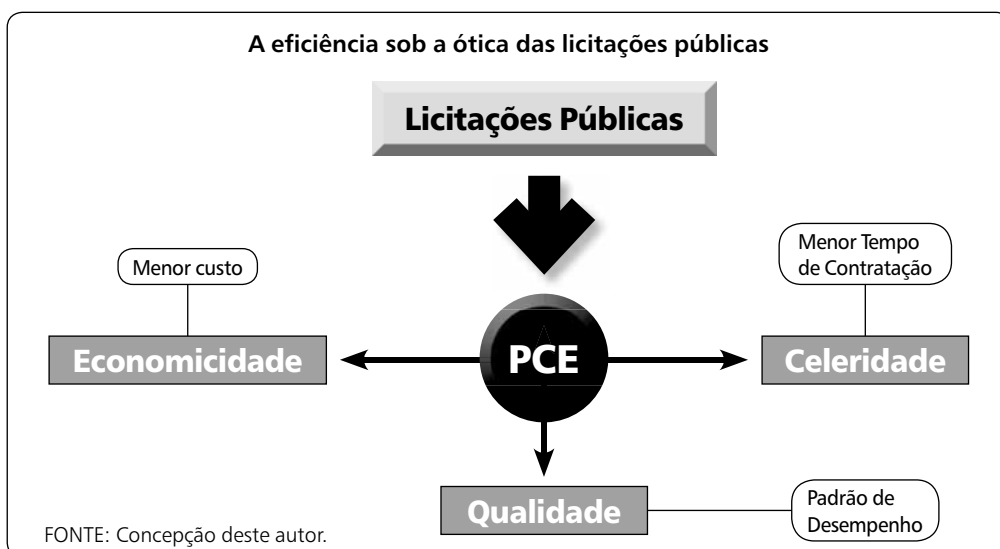 A eficiência sob a ótica das licitações públicas
Licitações Públicas
Menor custo
Menor Tempo
de Contratação
Economicidade
PCE
Celeridade
Qualidade
Padrão de
Desempenho
FONTE: Concepção deste autor.